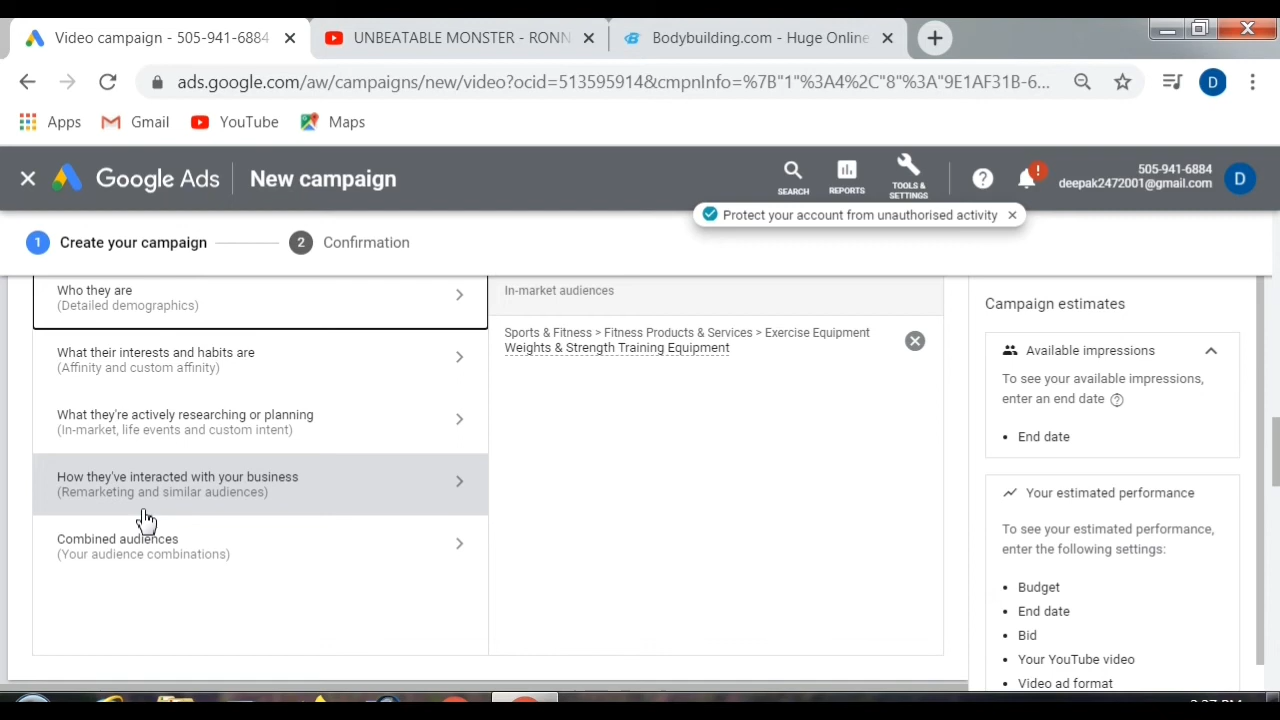 Video campaign - 505-941-6884
UNBEATABLE MONSTER - RONN
Bodybuilding.com - Huge Online
ads.google.com/aw/campaigns/new/video?ocid=513595914&cmpnInfo=%7B"1"%3A4%2C"8"%3A"9E1AF31B-6...
D
Apps
Gmail
YouTube
Maps
Google Ads
New campaign
SEARCH
REPORTS
TOOLS &
SETTINGS
505-941-6884
deepak2472001@gmail.com
D
Protect your account from unauthorised activity
1 Create your campaign
2 Confirmation
Who they are
(Detailed demographics)
What their interests and habits are
(Affinity and custom affinity)
What they're actively researching or planning
(In-market, life events and custom intent)
How they've interacted with your business
(Remarketing and similar audiences)
Combined audiences
(Your audience combinations)
In-market audiences
Sports & Fitness > Fitness Products & Services > Exercise Equipment
Weights & Strength Training Equipment
Campaign estimates
Available impressions
To see your available impressions,
enter an end date
• End date
Your estimated performance
To see your estimated performance,
enter the following settings:
• Budget
• End date
• Bid
• Your YouTube video
• Video ad format